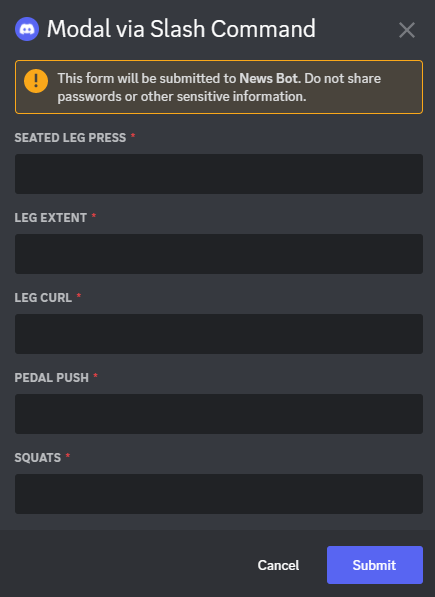 Modal via Slash Command
This form will be submitted to News Bot. Do not share
passwords or other sensitive information.
SEATED LEG PRESS *
LEG EXTENT *
LEG CURL *
PEDAL PUSH *
SQUATS *
Cancel
Submit